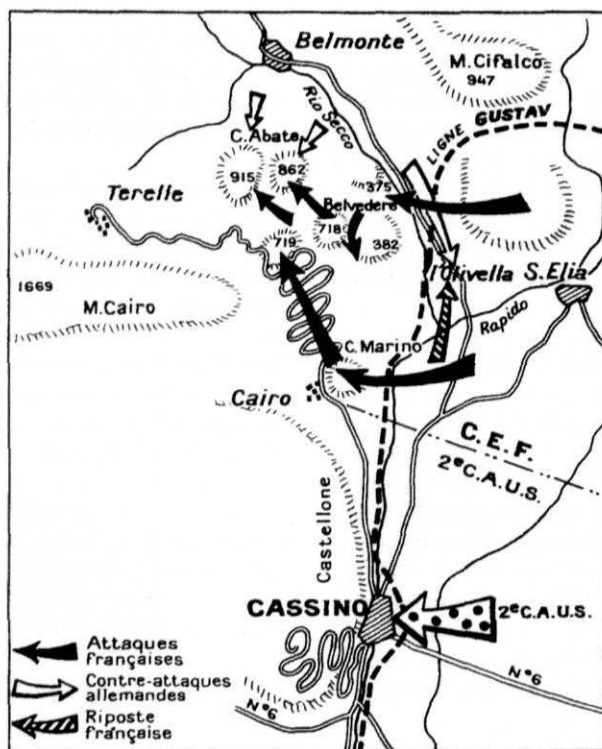 Belmonte
M. Cifalco
947
Rio Secco
LIGNE GUSTAV
C. Abate
915
862
375
Terelle
Belvedere
718
382
719
l'Olivella
S. Elia
1669
M. Cairo
Rapido
C. Marino
Cairo
C.E.F.
2e C.A.U.S.
Castellone
CASSINO
2e C.A.U.S.
N°6
N°6
Attaques
françaises
Contre-attaques
allemandes
Riposte
française